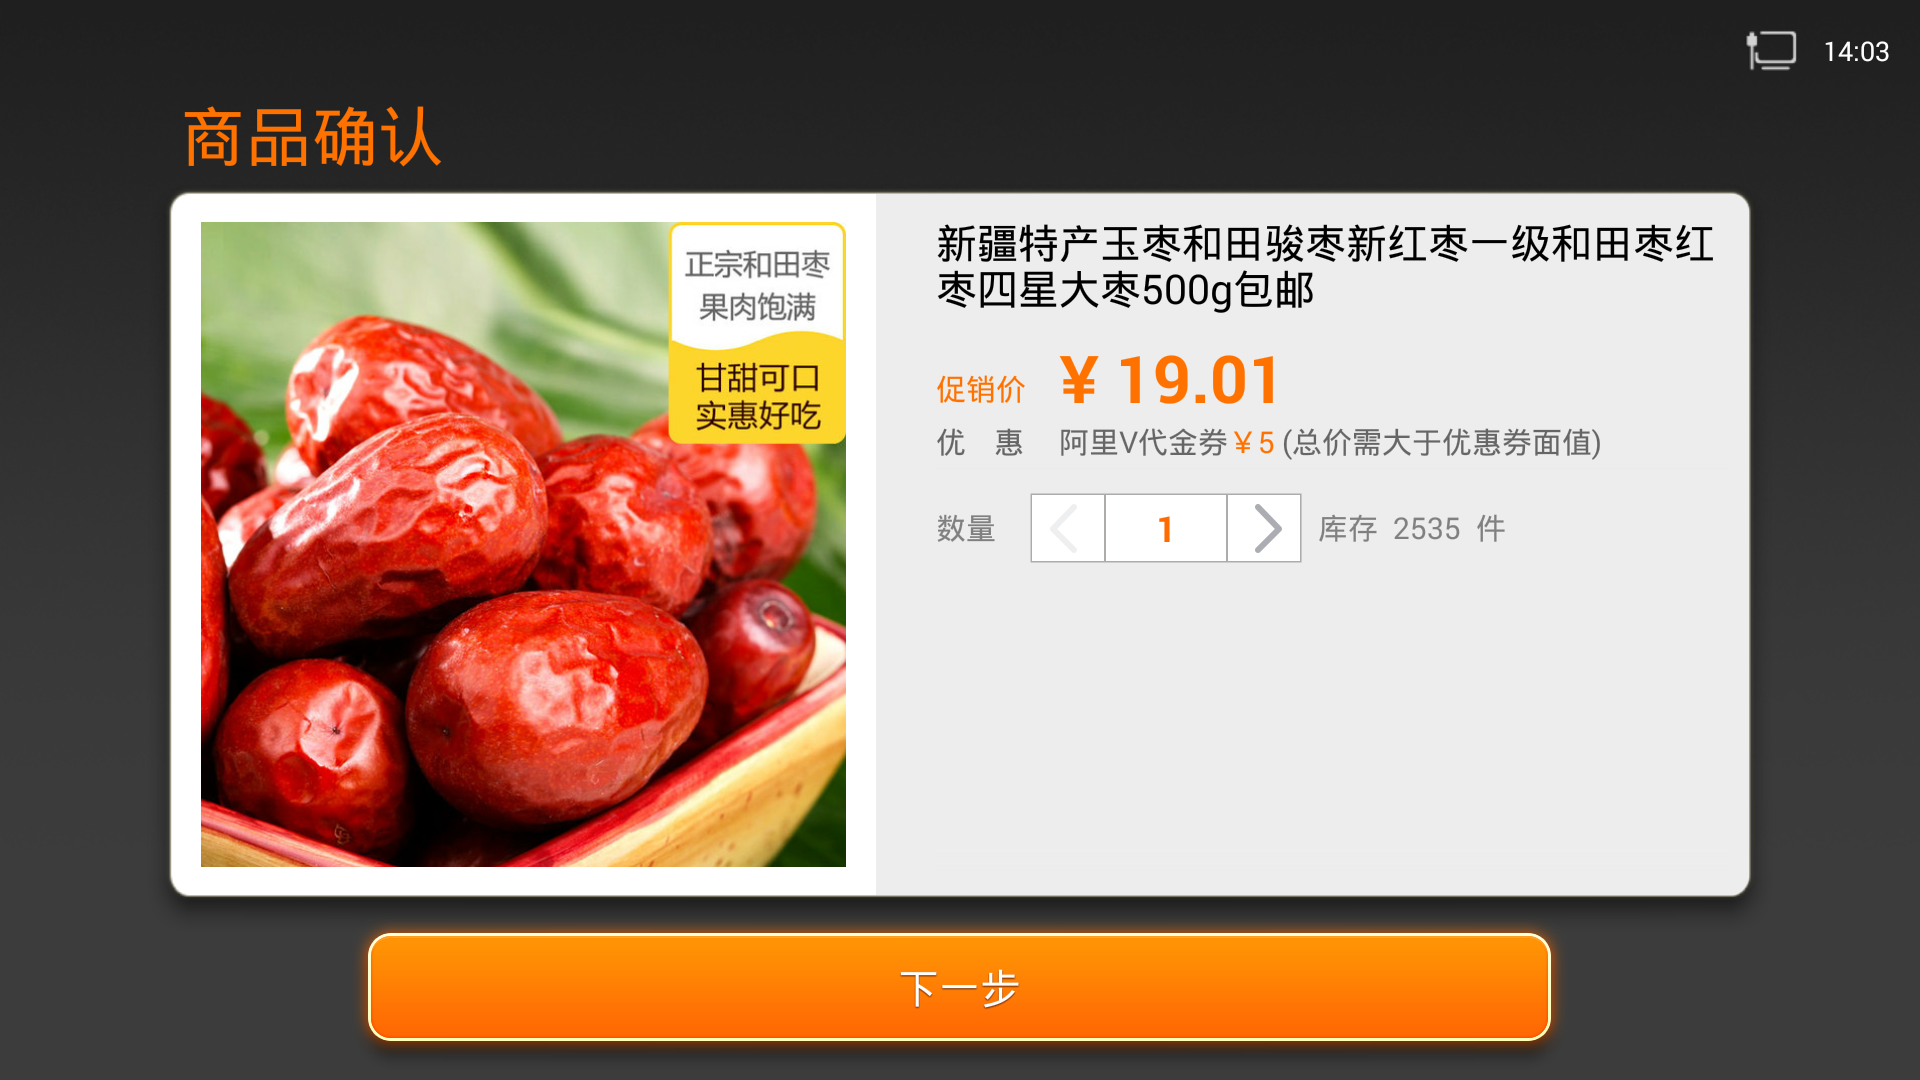 14:03
商品确认
正宗和田枣
果肉饱满
甘甜可口
实惠好吃
新疆特产玉枣和田骏枣新红枣一级和田枣红
枣四星大枣500g包邮
促销价 ¥ 19.01
优 惠 阿里V代金券 ¥ 5 (总价需大于优惠券面值)
数量 1 库存 2535 件
下一步